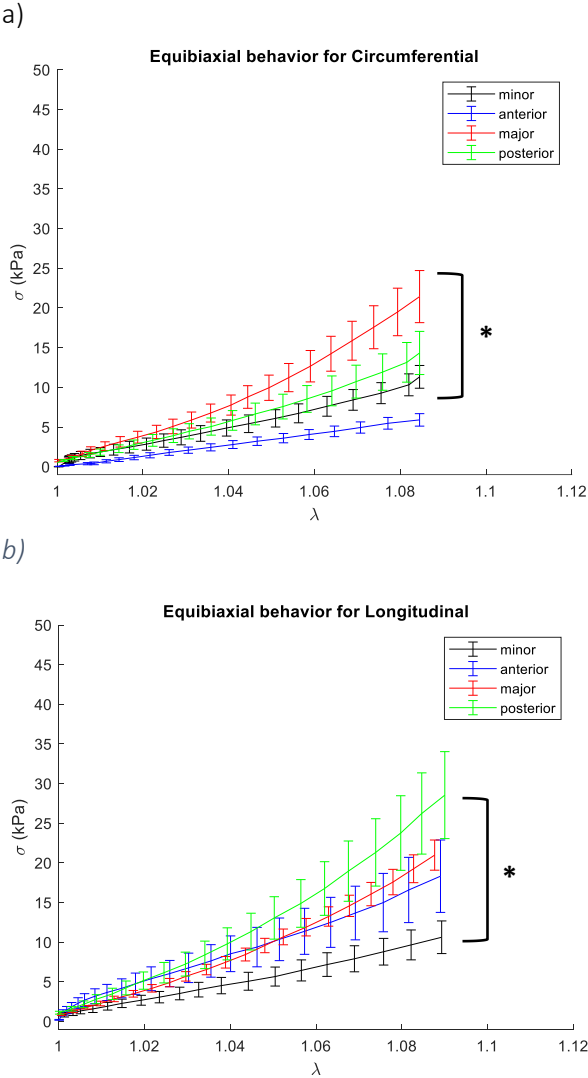 a)
Equibiaxial behavior for Circumferential
50
45
40
35
30
25
20
15
10
5
0
σ (kPa)
minor
anterior
major
posterior
*
1 1.02 1.04 1.06 1.08 1.1 1.12
λ
b)
Equibiaxial behavior for Longitudinal
50
45
40
35
30
25
20
15
10
5
0
σ (kPa)
minor
anterior
major
posterior
*
1 1.02 1.04 1.06 1.08 1.1 1.12
λ